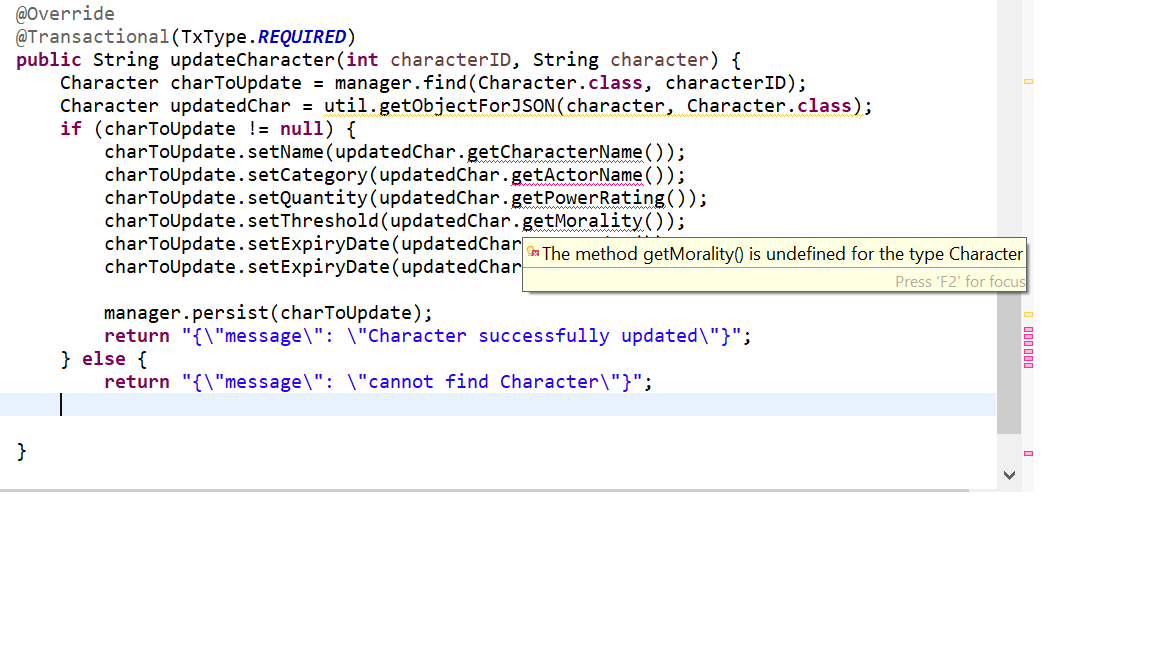 @Override
@Transactional(TxType.REQUIRED)
public String updateCharacter(int characterID, String character) {
Character charToUpdate = manager.find(Character.class, characterID);
Character updatedChar = util.getObjectForJSON(character, Character.class);
if (charToUpdate != null) {
charToUpdate.setName(updatedChar.getCharacterName());
charToUpdate.setCategory(updatedChar.getActorName());
charToUpdate.setQuantity(updatedChar.getPowerRating());
charToUpdate.setThreshold(updatedChar.getMorality());
charToUpdate.setExpiryDate(updatedChar
charToUpdate.setExpiryDate(updatedChar
The method getMorality() is undefined for the type Character
Press 'F2' for focus
manager.persist(charToUpdate);
return "{\"message\": \"Character successfully updated\"}";
} else {
return "{\"message\": \"cannot find Character\"}";
}